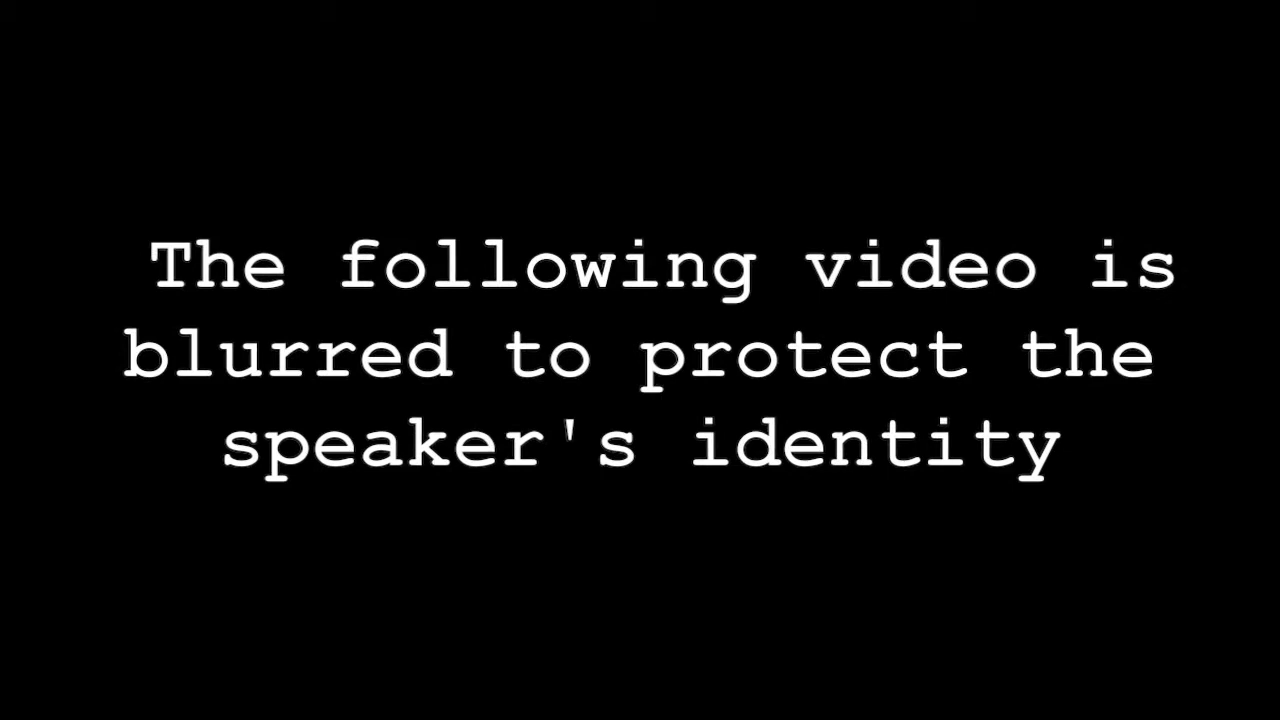 The following video is
blurred to protect the
speaker's identity